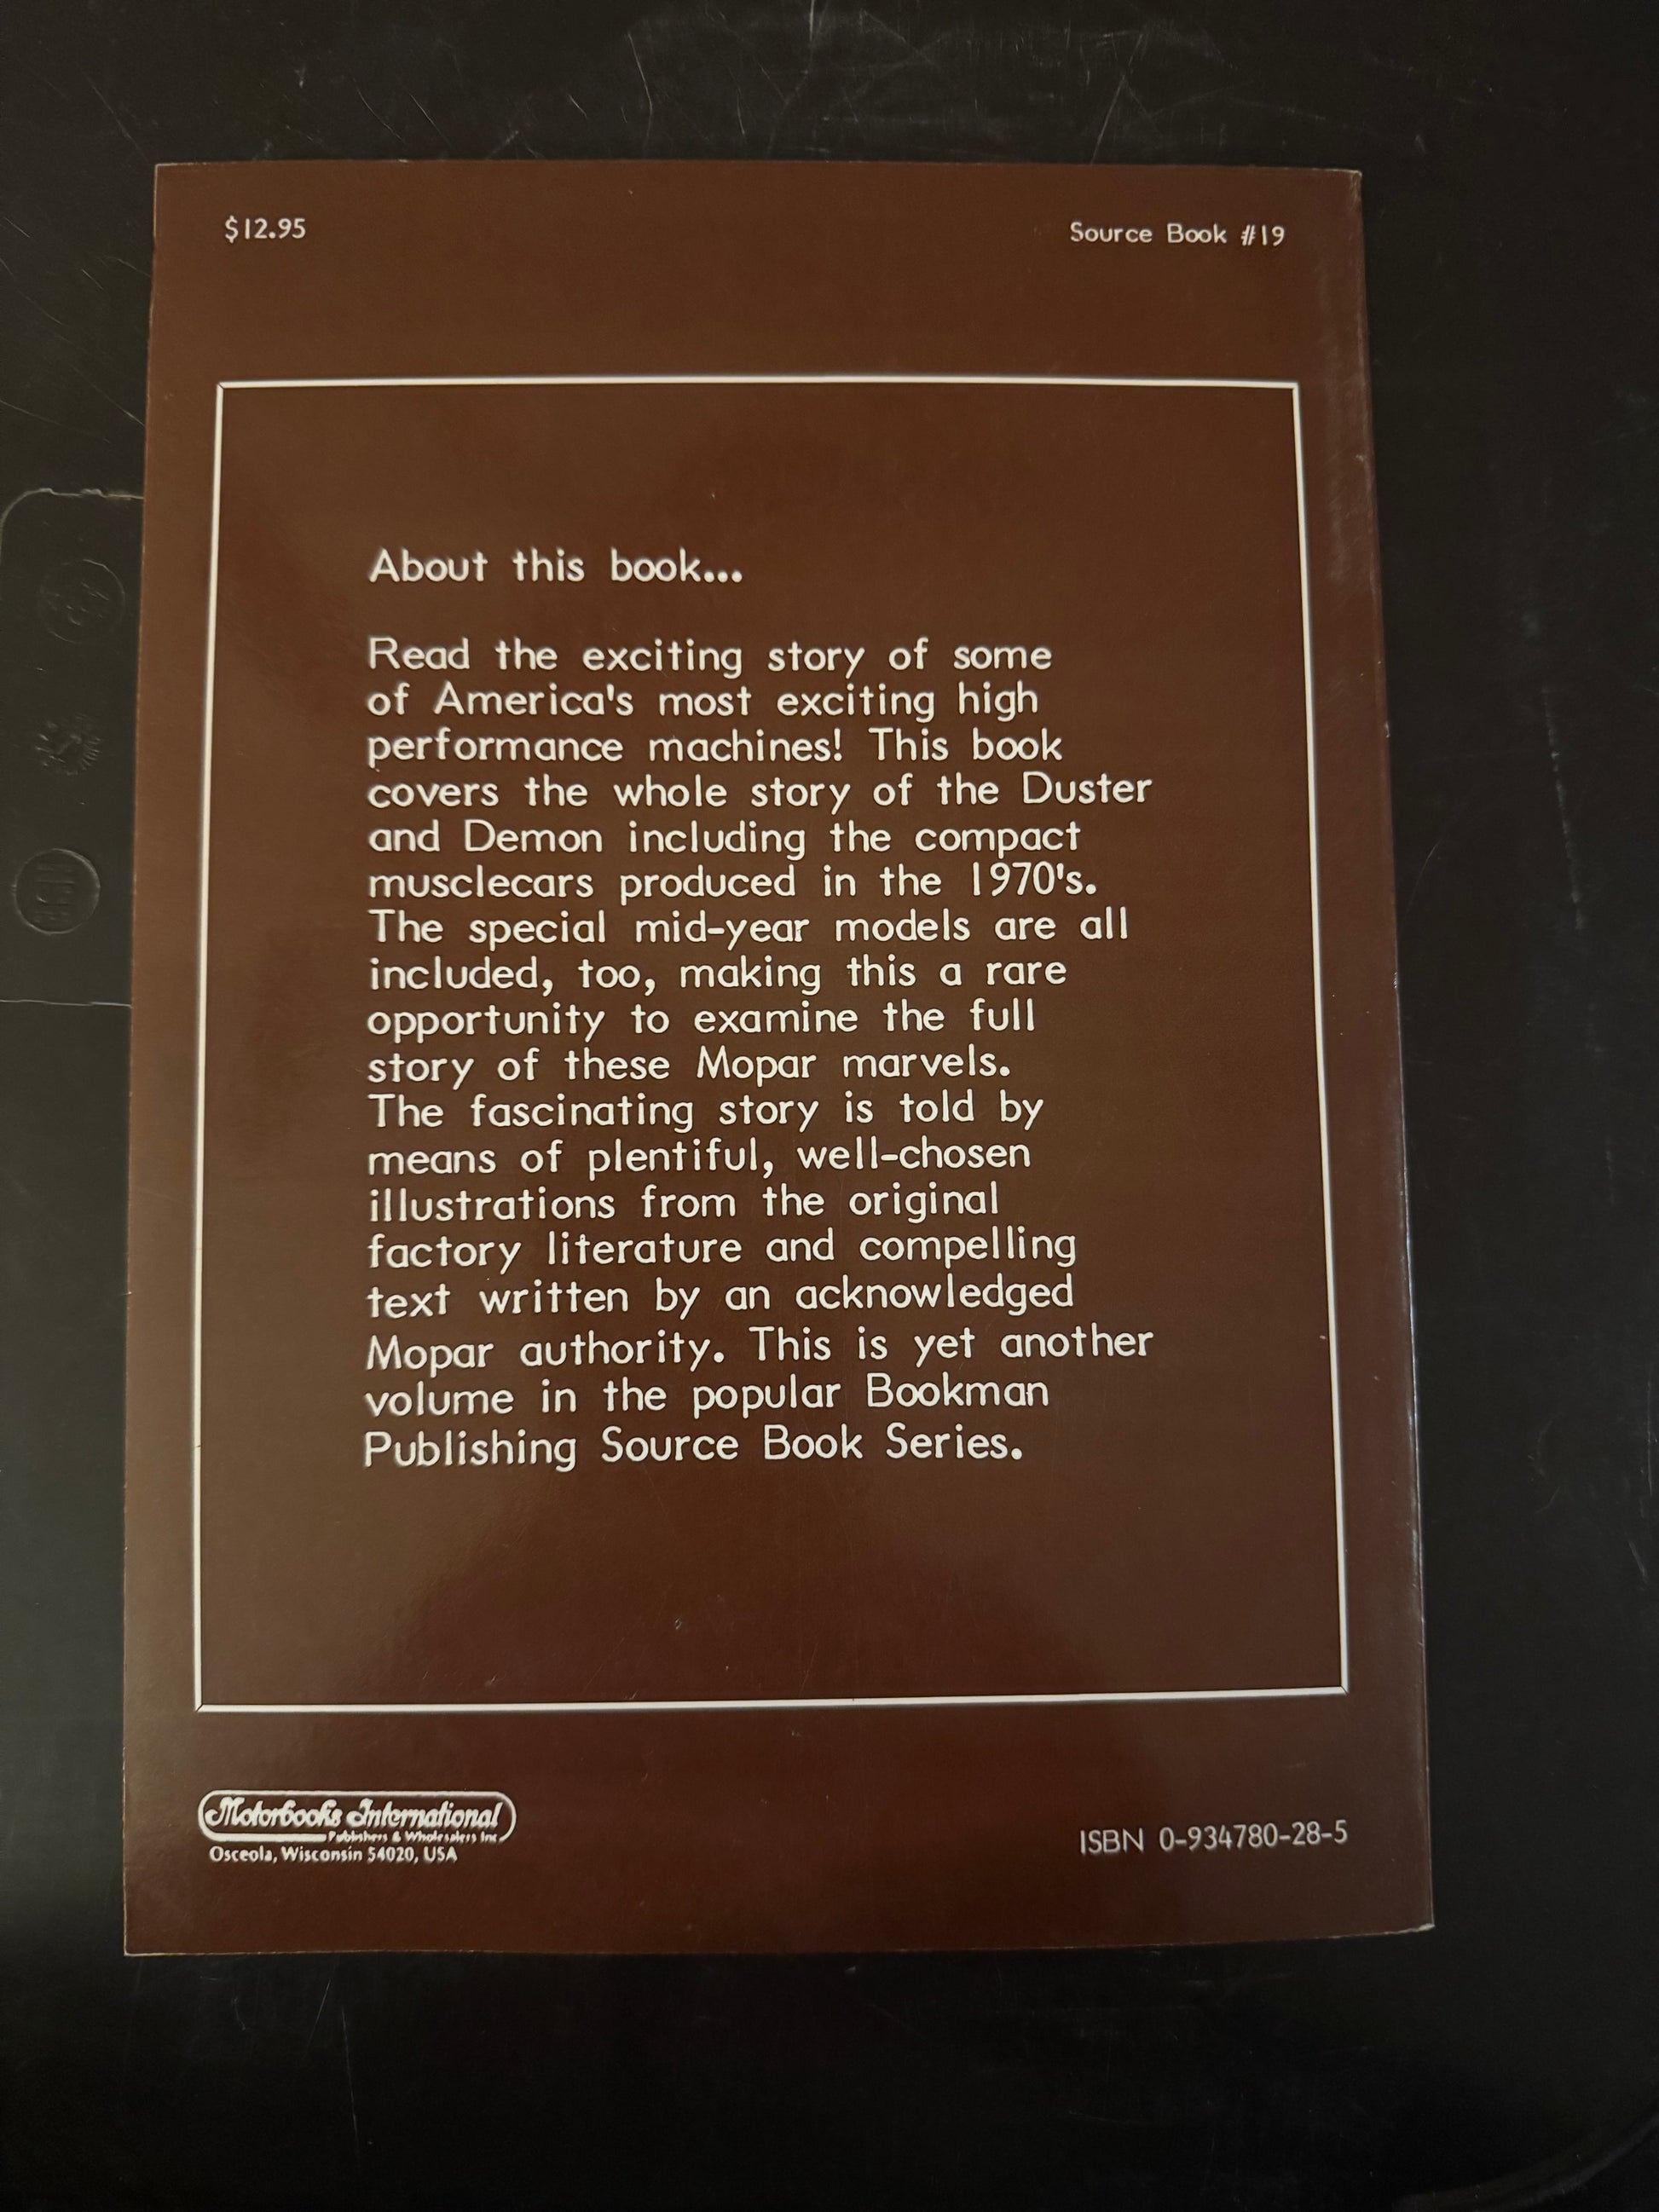 $12.95
Source Book #19
About this book...
Read the exciting story of some
of America's most exciting high
performance machines! This book
covers the whole story of the Duster
and Demon including the compact
musclecars produced in the 1970's.
The special mid-year models are all
included, too, making this a rare
opportunity to examine the full
story of these Mopar marvels.
The fascinating story is told by
means of plentiful, well-chosen
illustrations from the original
factory literature and compelling
text written by an acknowledged
Mopar authority. This is yet another
volume in the popular Bookman
Publishing Source Book Series.
Motorbooks International
Publishers & Wholesalers Inc
Osceola, Wisconsin 54020, USA
ISBN 0-934780-28-5